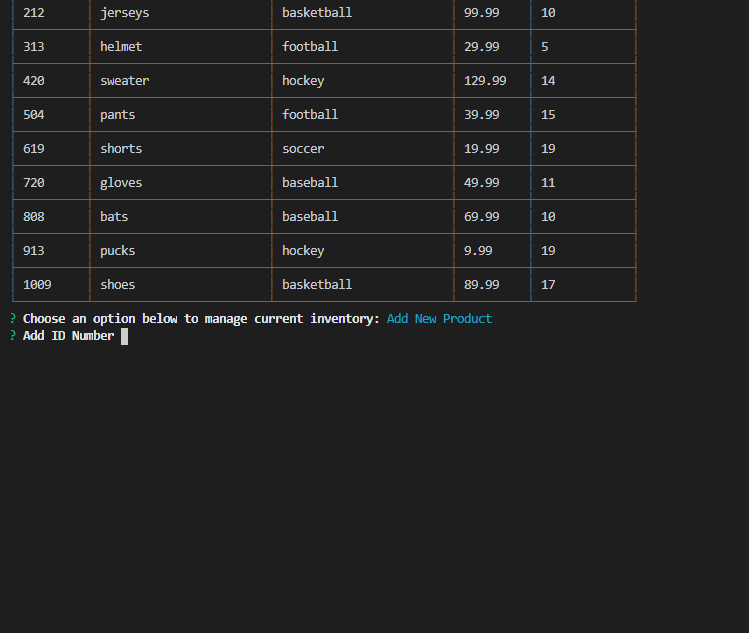 212 jerseys basketball 99.99 10
313 helmet football 29.99 5
420 sweater hockey 129.99 14
504 pants football 39.99 15
619 shorts soccer 19.99 19
720 gloves baseball 49.99 11
808 bats baseball 69.99 10
913 pucks hockey 9.99 19
1009 shoes basketball 89.99 17
? Choose an option below to manage current inventory: Add New Product
? Add ID Number